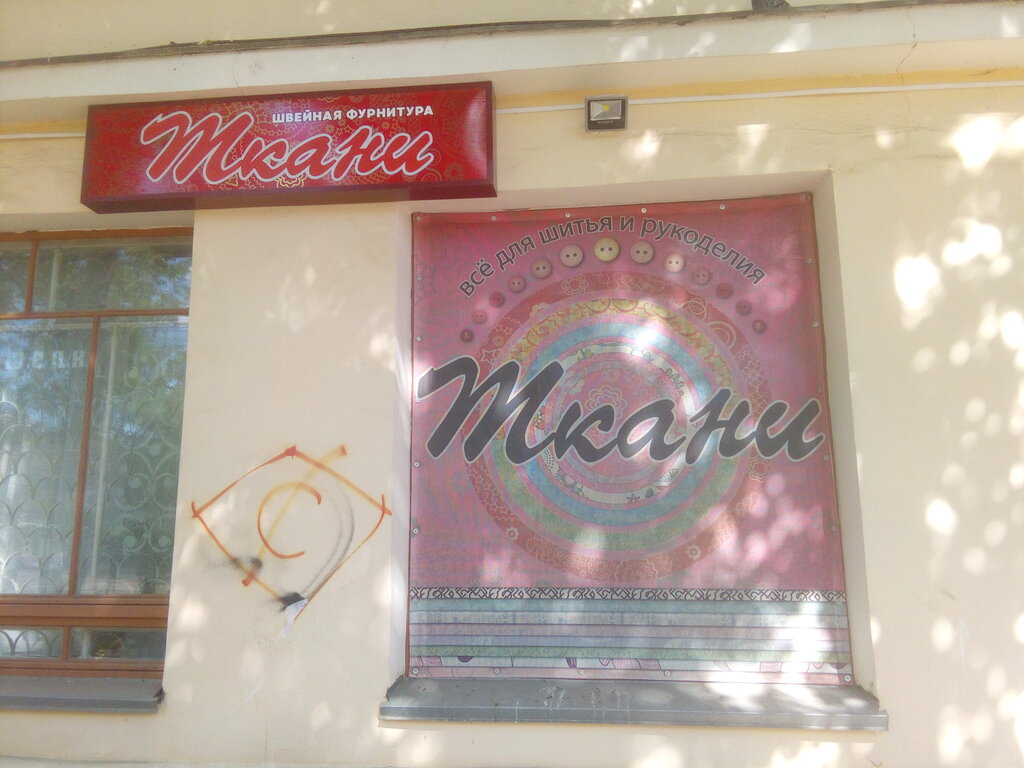 ШВЕЙНАЯ ФУРНИТУРА
Ткани
всё для шитья и рукоделия
Ткани
С